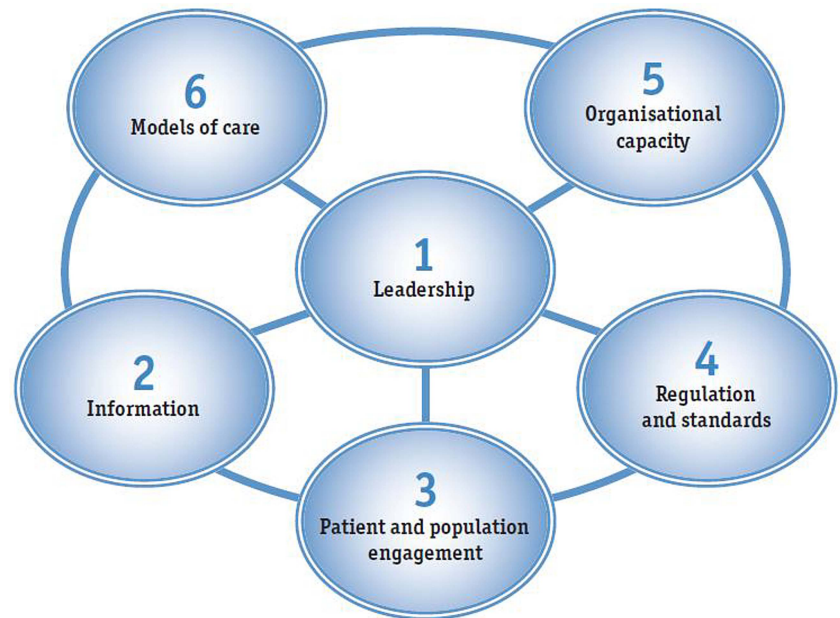 6
Models of care
5
Organisational
capacity
1
Leadership
2
Information
4
Regulation
and standards
3
Patient and population
engagement